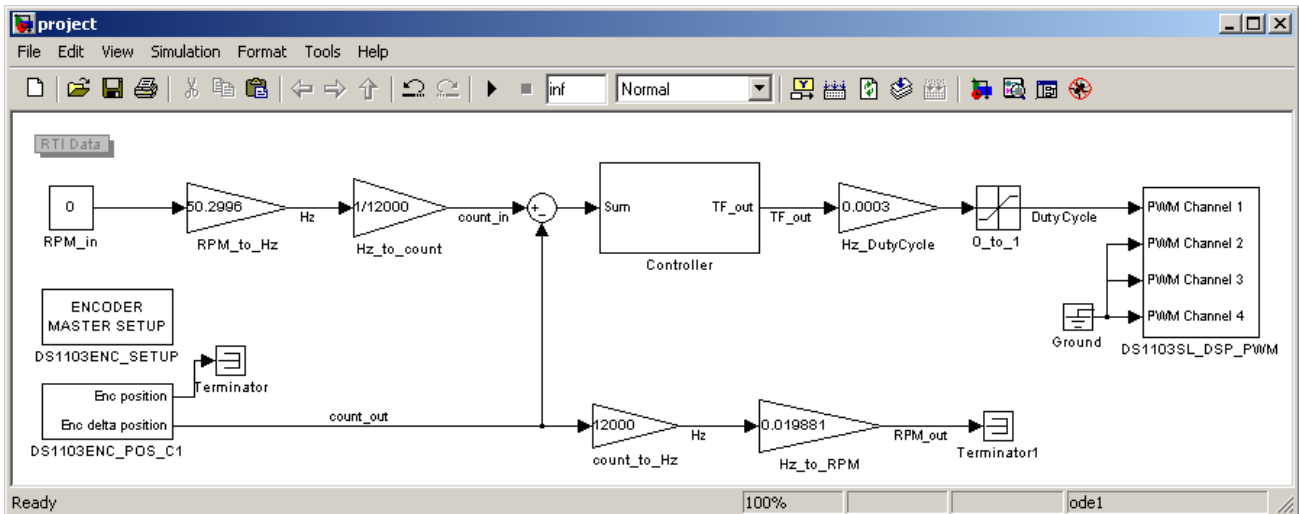 project
File Edit View Simulation Format Tools Help
inf Normal
RTI Data
0
RPM_in
50.2996
RPM_to_Hz
Hz
1/12000
Hz_to_count
count_in
+
-
Sum TF_out
Controller
TF_out
0.0003
Hz_DutyCycle
0_to_1
DutyCycle
PWM Channel 1
PWM Channel 2
PWM Channel 3
PWM Channel 4
DS1103SL_DSP_PWM
Ground
ENCODER
MASTER SETUP
DS1103ENC_SETUP
Terminator
Enc position
Enc delta position
DS1103ENC_POS_C1
count_out
12000
count_to_Hz
Hz
0.019881
Hz_to_RPM
RPM_out
Terminator1
Ready 100% ode1